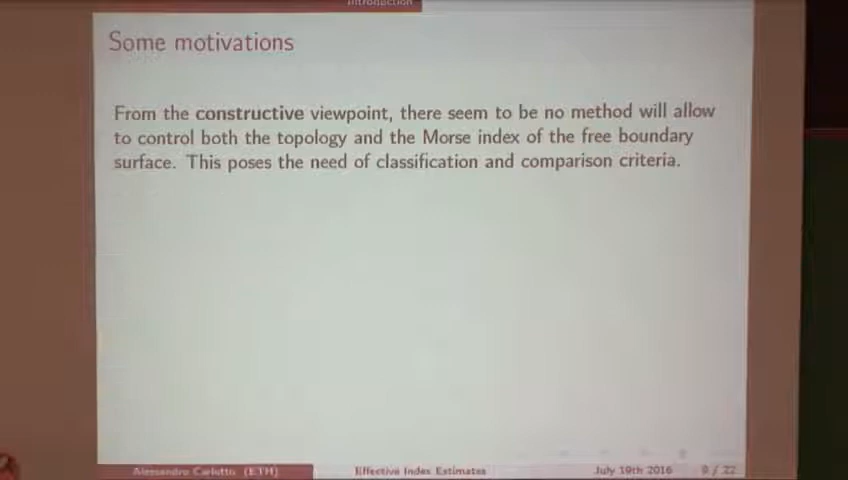 Introduction
Some motivations
From the constructive viewpoint, there seem to be no method will allow
to control both the topology and the Morse index of the free boundary
surface. This poses the need of classification and comparison criteria.
Alessandro Carlotto (ETH)
Effective Index Estimates
July 19th 2016
9 / 22